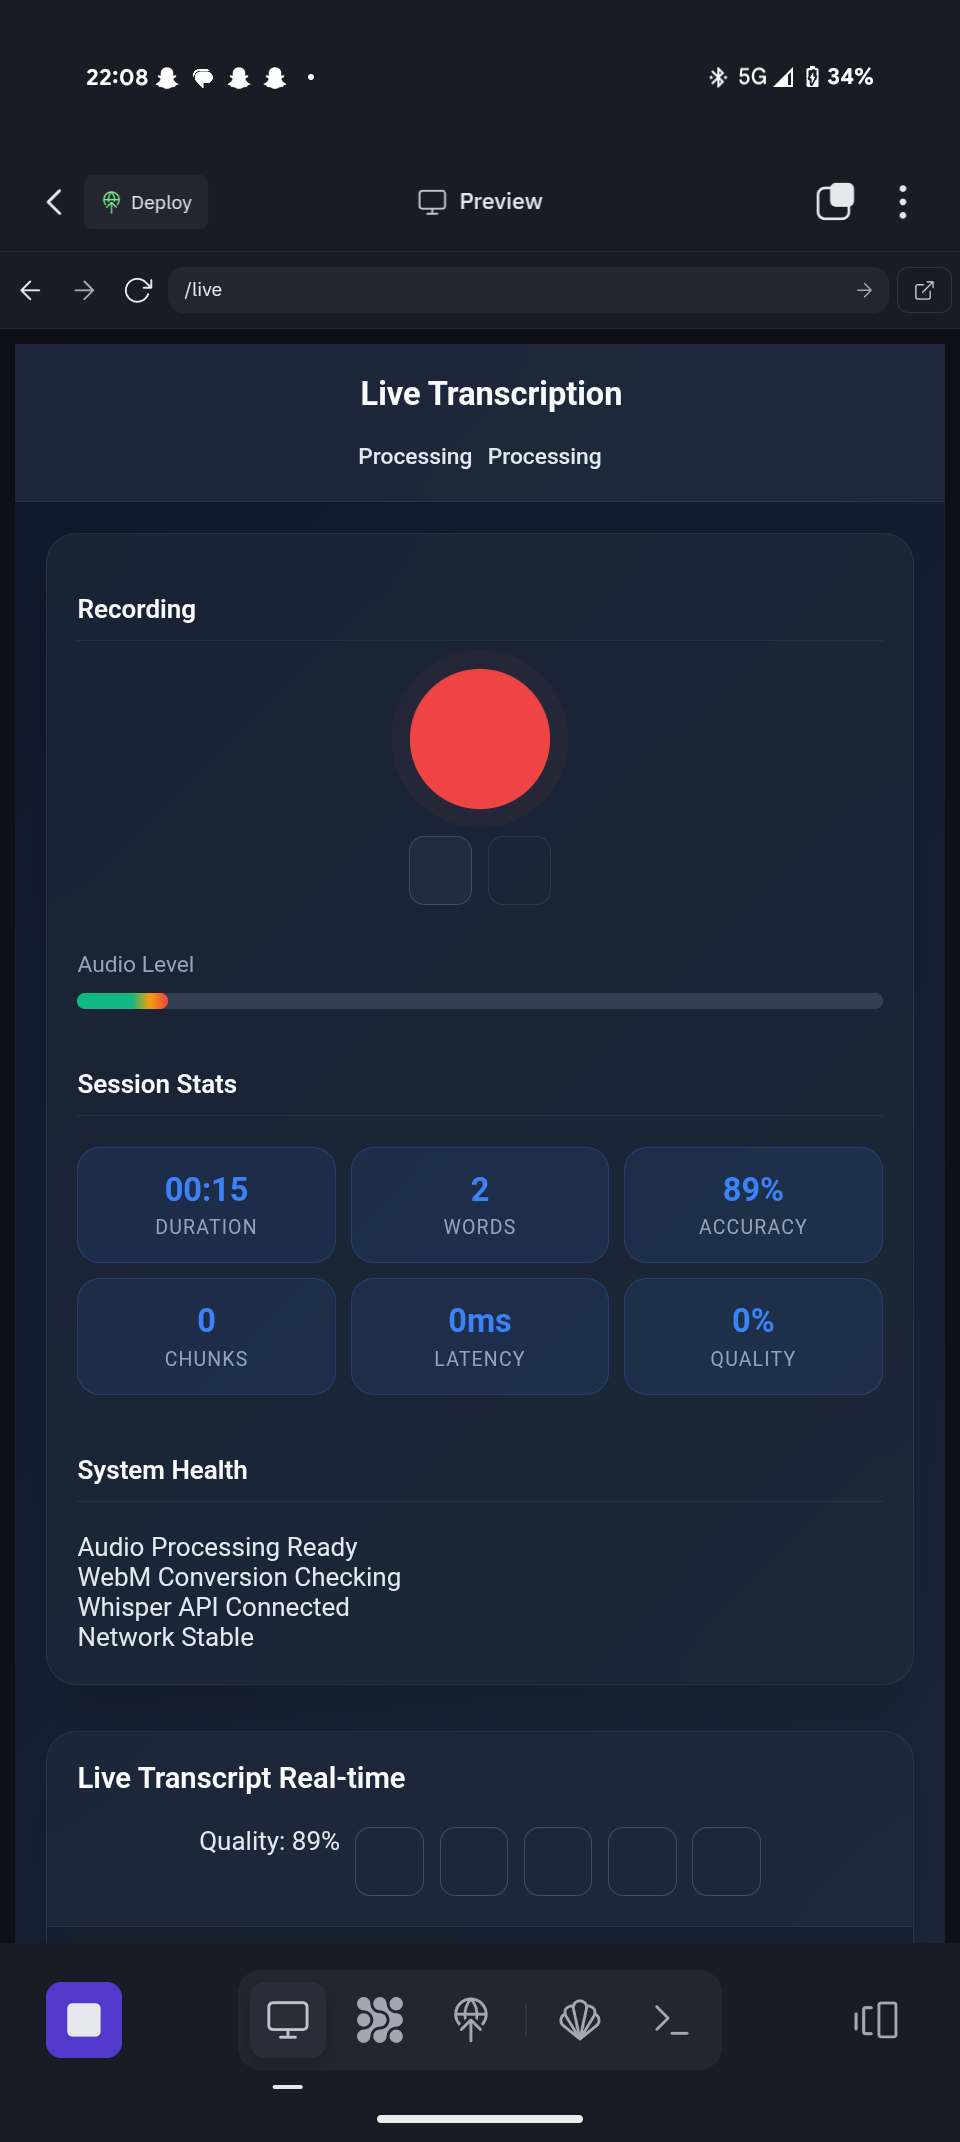 22:08 5G 34%
Deploy Preview
/live
Live Transcription
Processing Processing
Recording
Audio Level
Session Stats
00:15 2 89%
DURATION WORDS ACCURACY
0 0ms 0%
CHUNKS LATENCY QUALITY
System Health
Audio Processing Ready
WebM Conversion Checking
Whisper API Connected
Network Stable
Live Transcript Real-time
Quality: 89%